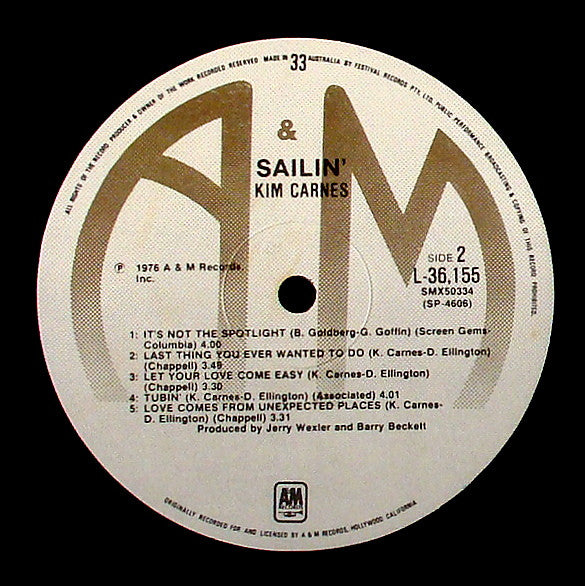 ALL RIGHTS OF THE RECORD PRODUCER & OWNER OF THE WORK RECORDED RESERVED MADE IN AUSTRALIA BY FESTIVAL RECORDS PTY. LTD. PUBLIC PERFORMANCE BROADCASTING & COPYING OF THIS RECORD PROHIBITED.
33
A & M
SAILIN'
KIM CARNES
SIDE 2
L-36,155
SMX50334
(SP-4606)
Ⓟ 1976 A & M Records
Inc.
1: IT'S NOT THE SPOTLIGHT (B. Goldberg-G. Goffin) (Screen Gems-
Columbia) 4.00
2: LAST THING YOU EVER WANTED TO DO (K. Carnes-D. Ellington)
(Chappell) 3.49
3: LET YOUR LOVE COME EASY (K. Carnes-D. Ellington)
(Chappell) 3.30
4: TUBIN' (K. Carnes-D. Ellington) (Associated) 4.01
5: LOVE COMES FROM UNEXPECTED PLACES (K. Carnes-
D. Ellington) (Chappell) 3.31
Produced by Jerry Wexler and Barry Beckett
AM
RECORDS
ORIGINALLY RECORDED FOR AND LICENSED BY A & M RECORDS, HOLLYWOOD CALIFORNIA